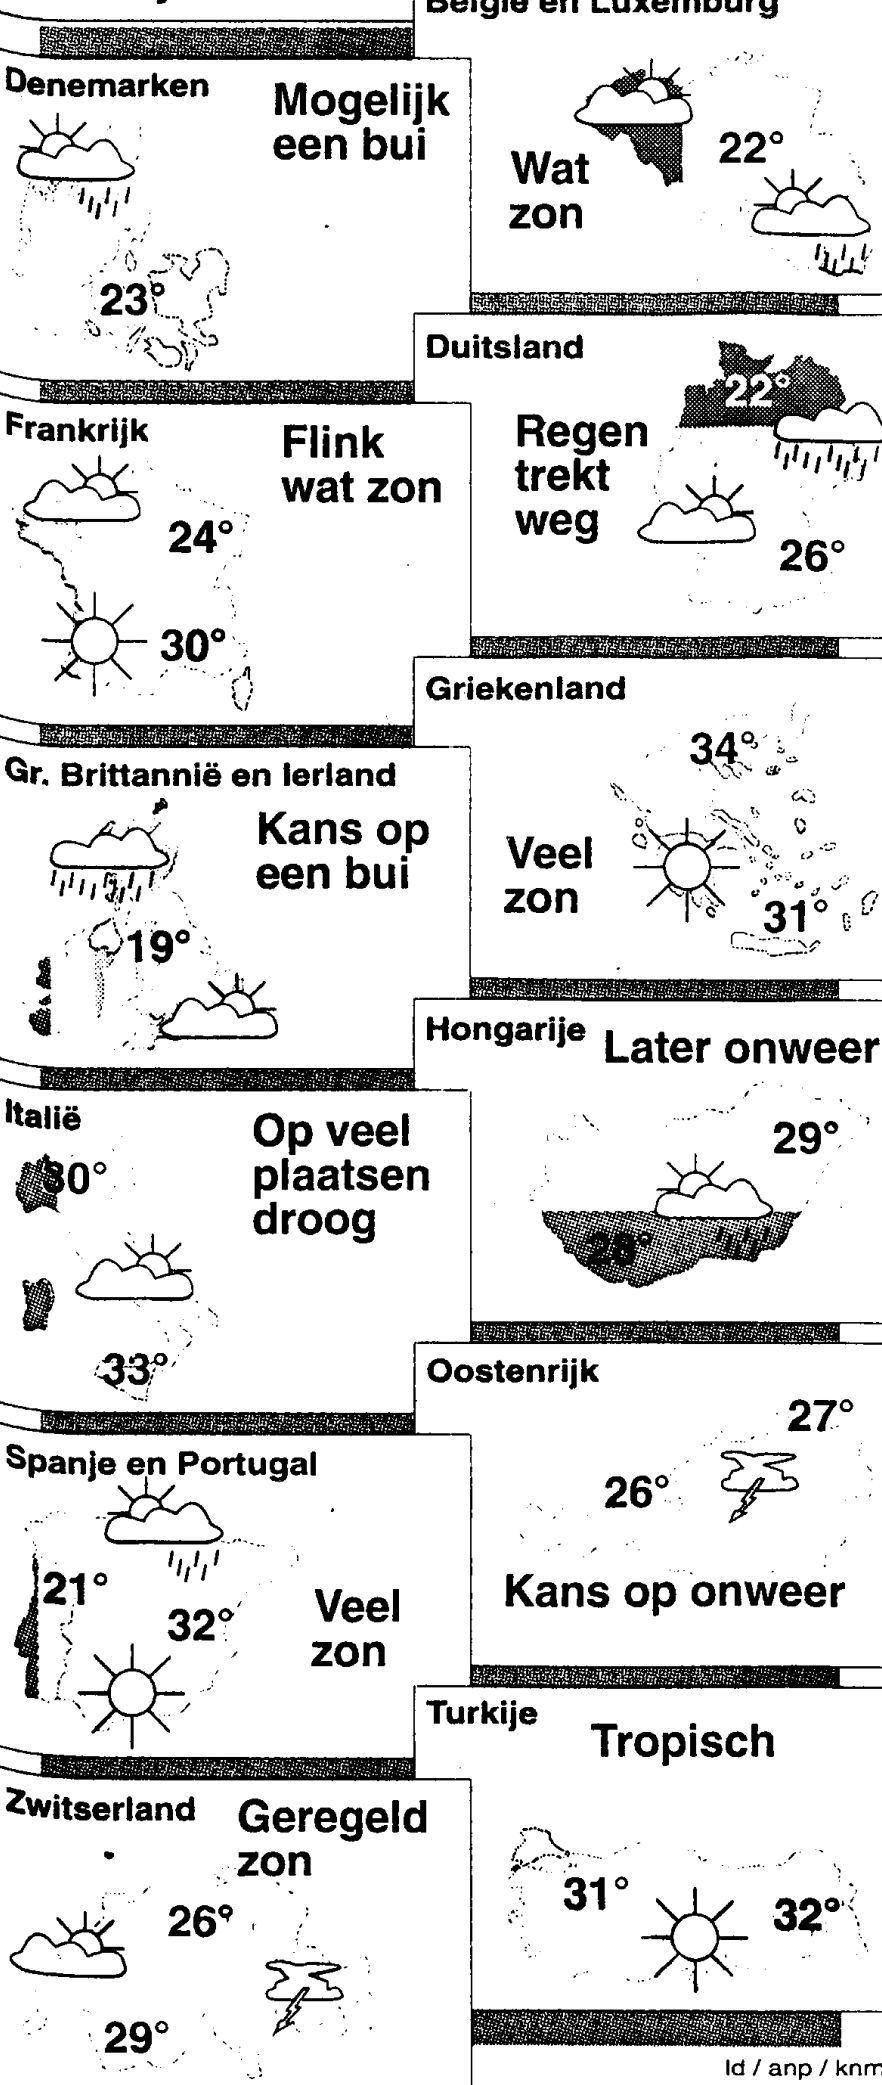 België en Luxemburg
Wat
zon
22°
Denemarken
Mogelijk
een bui
23°
Duitsland
22°
Regen
trekt
weg
26°
Frankrijk
Flink
wat zon
24°
30°
Griekenland
34°
Veel
zon
31°
Gr. Brittannië en Ierland
Kans op
een bui
19°
Hongarije
Later onweer
29°
28°
Italië
Op veel
plaatsen
droog
30°
33°
Oostenrijk
27°
26°
Kans op onweer
Spanje en Portugal
21°
32°
Veel
zon
Turkije
Tropisch
31°
32°
Zwitserland
Geregeld
zon
26°
29°
ld / anp / knm